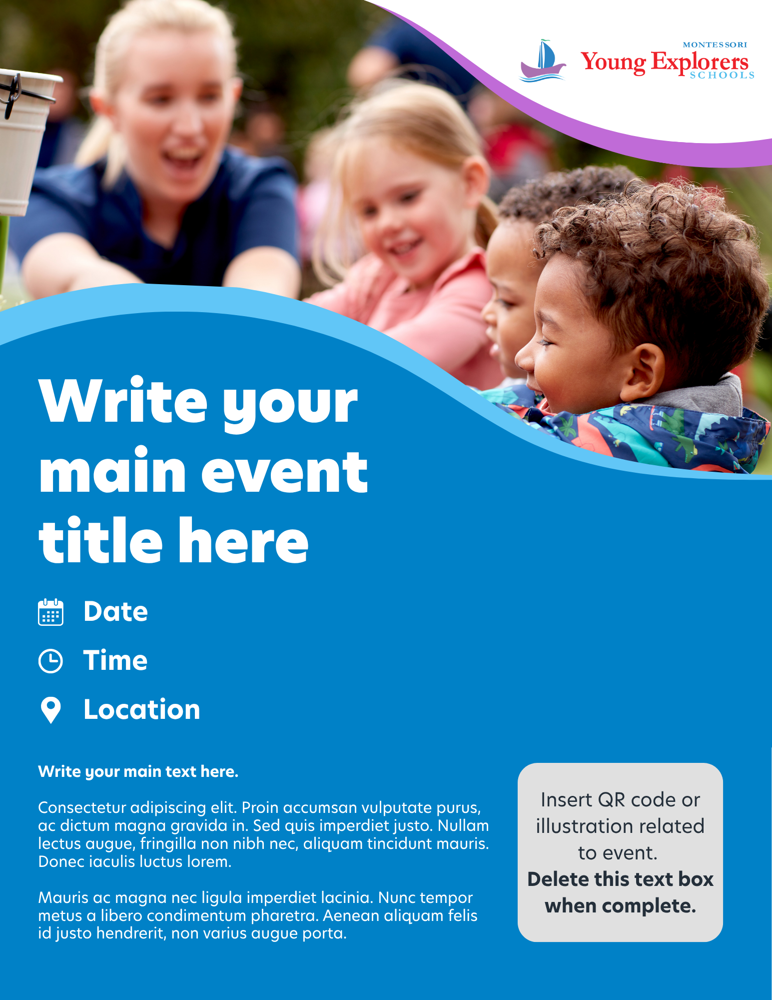 MONTESSORI
Young Explorers
SCHOOLS
Write your
main event
title here
Date
Time
Location
Write your main text here.
Consectetur adipiscing elit. Proin accumsan vulputate purus,
ac dictum magna gravida in. Sed quis imperdiet justo. Nullam
lectus augue, fringilla non nibh nec, aliquam tincidunt mauris.
Donec iaculis luctus lorem.
Mauris ac magna nec ligula imperdiet lacinia. Nunc tempor
metus a libero condimentum pharetra. Aenean aliquam felis
id justo hendrerit, non varius augue porta.
Insert QR code or
illustration related
to event.
Delete this text box
when complete.